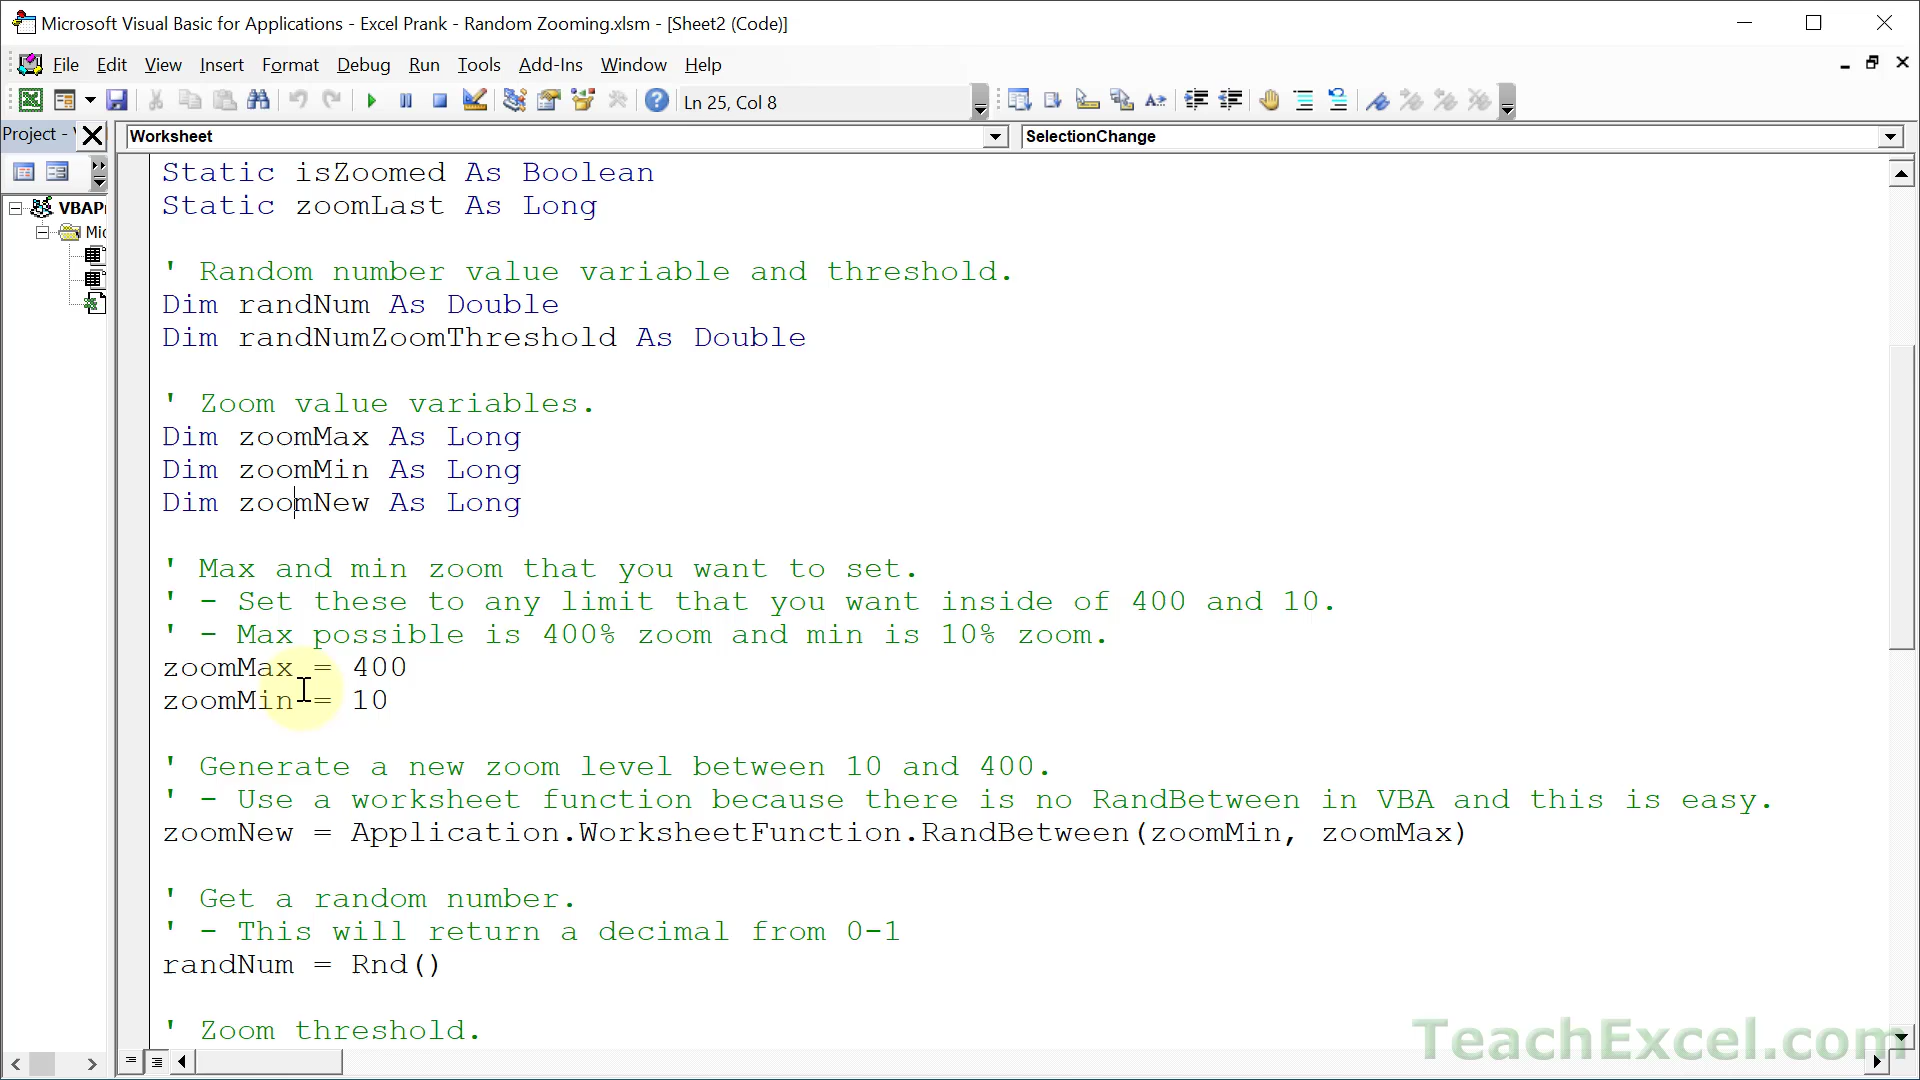 Microsoft Visual Basic for Applications - Excel Prank - Random Zooming.xlsm - [Sheet2 (Code)]
File Edit View Insert Format Debug Run Tools Add-Ins Window Help
Ln 25, Col 8
Project -
Worksheet
SelectionChange
VBAP
Mic
Static isZoomed As Boolean
Static zoomLast As Long
' Random number value variable and threshold.
Dim randNum As Double
Dim randNumZoomThreshold As Double
' Zoom value variables.
Dim zoomMax As Long
Dim zoomMin As Long
Dim zoomNew As Long
' Max and min zoom that you want to set.
' - Set these to any limit that you want inside of 400 and 10.
' - Max possible is 400% zoom and min is 10% zoom.
zoomMax = 400
zoomMin = 10
' Generate a new zoom level between 10 and 400.
' - Use a worksheet function because there is no RandBetween in VBA and this is easy.
zoomNew = Application.WorksheetFunction.RandBetween(zoomMin, zoomMax)
' Get a random number.
' - This will return a decimal from 0-1
randNum = Rnd()
' Zoom threshold.
TeachExcel.com